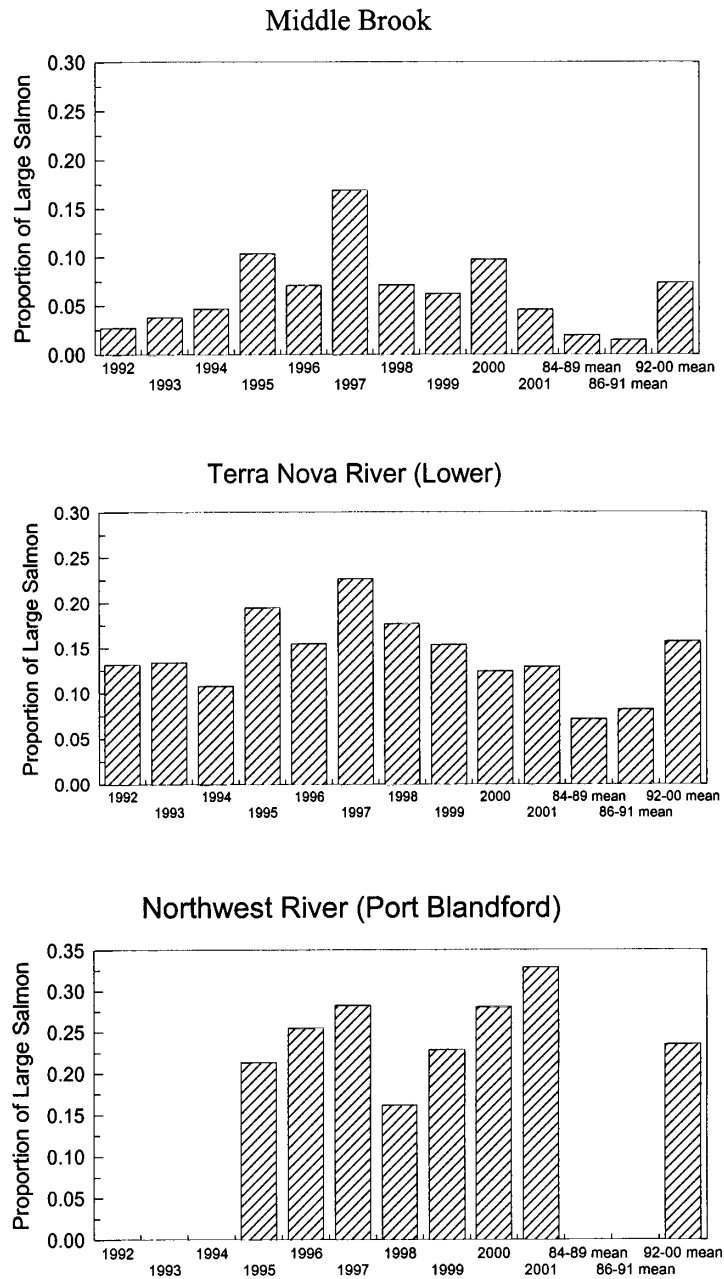 Middle Brook
Proportion of Large Salmon
0.30
0.25
0.20
0.15
0.10
0.05
0.00
1992 1994 1996 1998 2000 84-89 mean 92-00 mean
1993 1995 1997 1999 2001 86-91 mean
Terra Nova River (Lower)
Proportion of Large Salmon
0.30
0.25
0.20
0.15
0.10
0.05
0.00
1992 1994 1996 1998 2000 84-89 mean 92-00 mean
1993 1995 1997 1999 2001 86-91 mean
Northwest River (Port Blandford)
Proportion of Large Salmon
0.35
0.30
0.25
0.20
0.15
0.10
0.05
0.00
1992 1994 1996 1998 2000 84-89 mean 92-00 mean
1993 1995 1997 1999 2001 86-91 mean